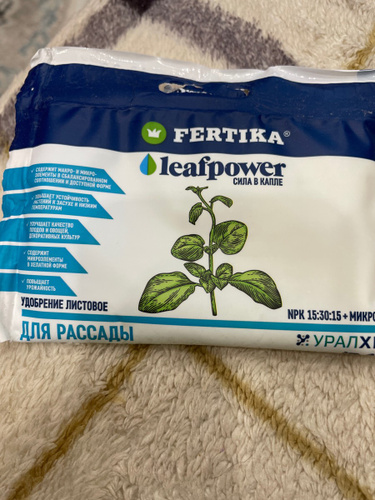 FERTIKA®
leafpower
СИЛА В КАПЛЕ
СОДЕРЖИТ МАКРО- И МИКРО-
ЭЛЕМЕНТЫ В СБАЛАНСИРОВАННОМ
СООТНОШЕНИИ И ДОСТУПНОЙ ФОРМЕ
ПОВЫШАЕТ УСТОЙЧИВОСТЬ
РАСТЕНИЙ К ЗАСУХЕ И НИЗКИМ
ТЕМПЕРАТУРАМ
УЛУЧШАЕТ КАЧЕСТВО
ПЛОДОВ И ОВОЩЕЙ,
ДЕКОРАТИВНЫХ КУЛЬТУР
СОДЕРЖИТ
МИКРОЭЛЕМЕНТЫ
В ХЕЛАТНОЙ ФОРМЕ
ПОВЫШАЕТ
УРОЖАЙНОСТЬ
УДОБРЕНИЕ ЛИСТОВОЕ
NPK 15:30:15 + МИКРО
ДЛЯ РАССАДЫ
УРАЛХ